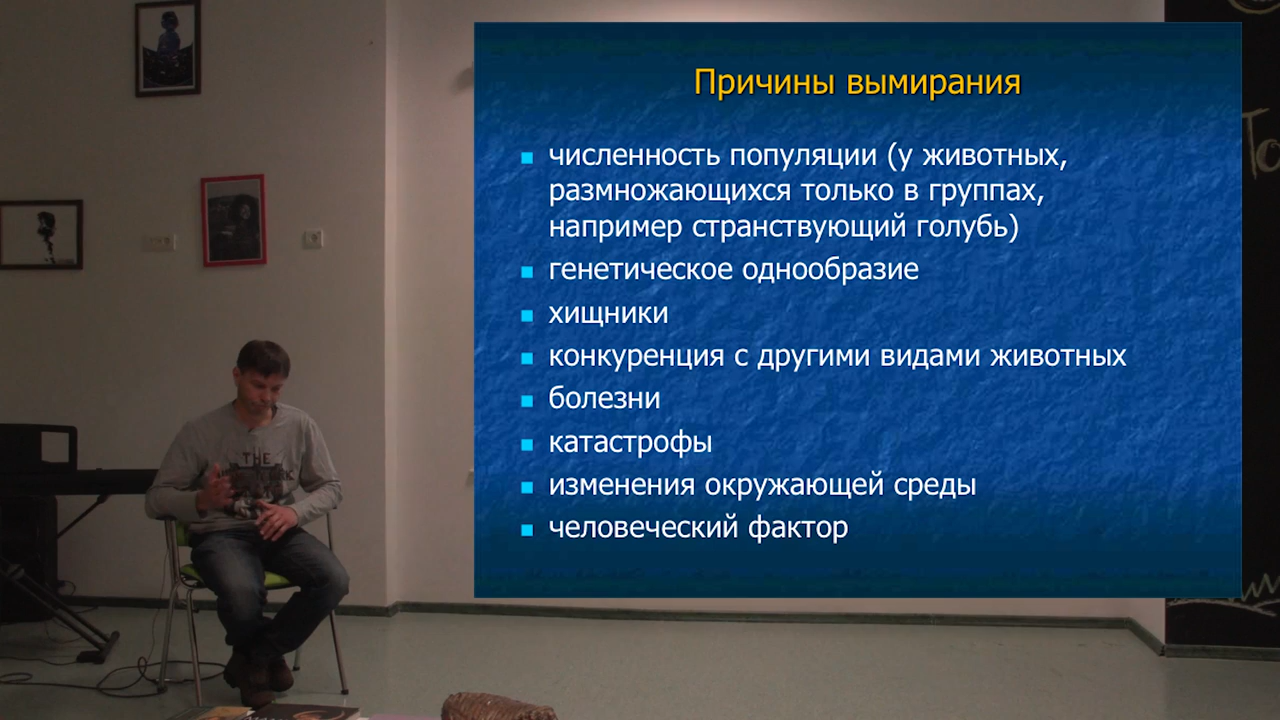 Причины вымирания
численность популяции (у животных,
размножающихся только в группах,
например странствующий голубь)
генетическое однообразие
хищники
конкуренция с другими видами животных
болезни
катастрофы
изменения окружающей среды
человеческий фактор
THE